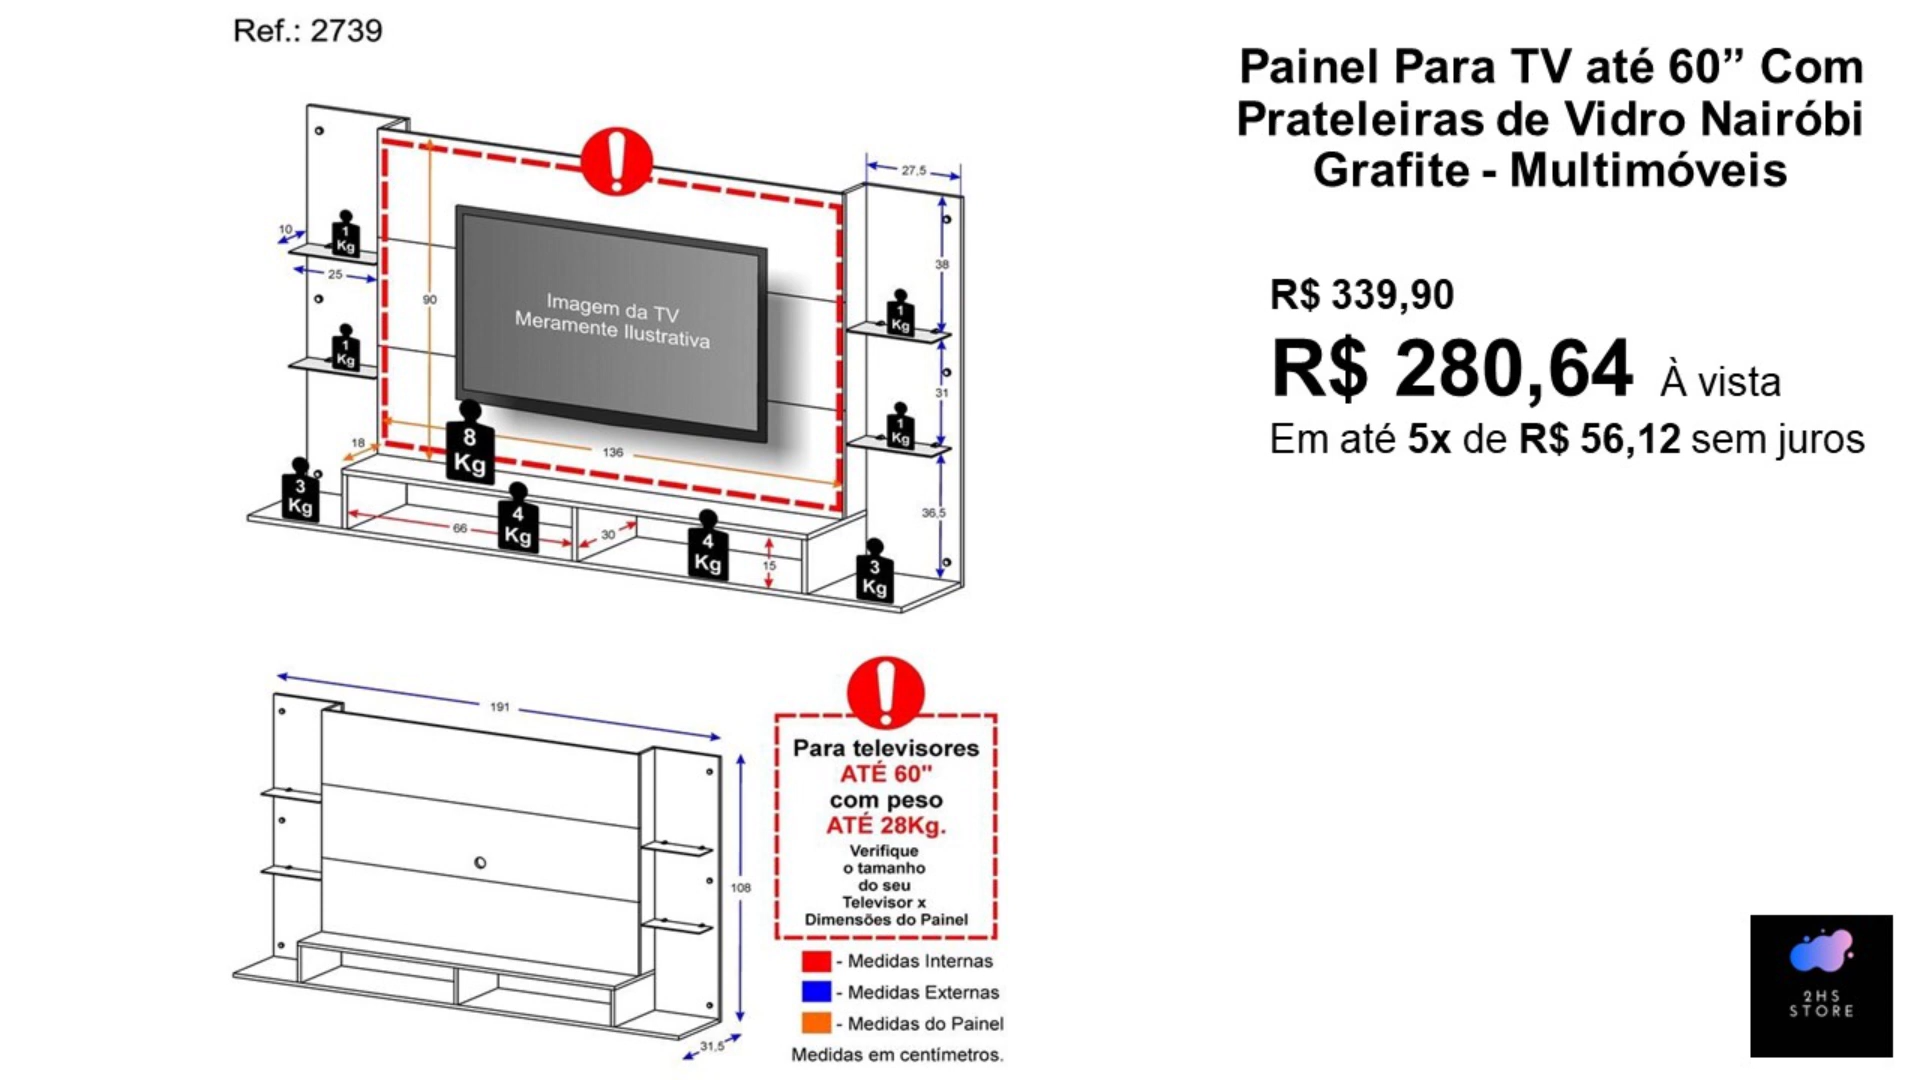 Ref.: 2739
Painel Para TV até 60” Com
Prateleiras de Vidro Nairóbi
Grafite - Multimóveis
R$ 339,90
R$ 280,64 À vista
Em até 5x de R$ 56,12 sem juros
27,5
10
1
Kg
25
38
90
Imagem da TV
Meramente Ilustrativa
1
Kg
1
Kg
31
1
Kg
18
8
Kg
136
3
Kg
66
4
Kg
30
4
Kg
15
36,5
3
Kg
191
108
31,5
Para televisores
ATÉ 60"
com peso
ATÉ 28Kg.
Verifique
o tamanho
do seu
Televisor x
Dimensões do Painel
- Medidas Internas
- Medidas Externas
- Medidas do Painel
Medidas em centímetros.
2HS
STORE